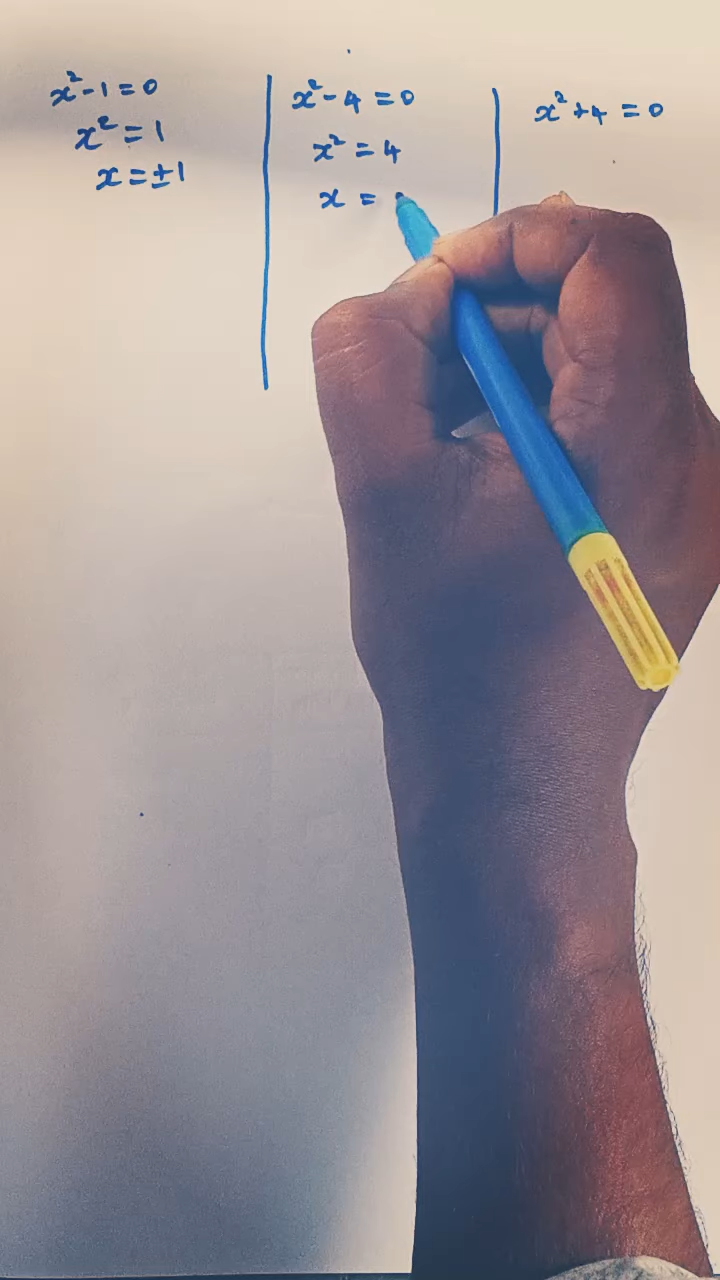 x² - 1 = 0
x² = 1
x = ±1
x² - 4 = 0
x² = 4
x =
x² + 4 = 0